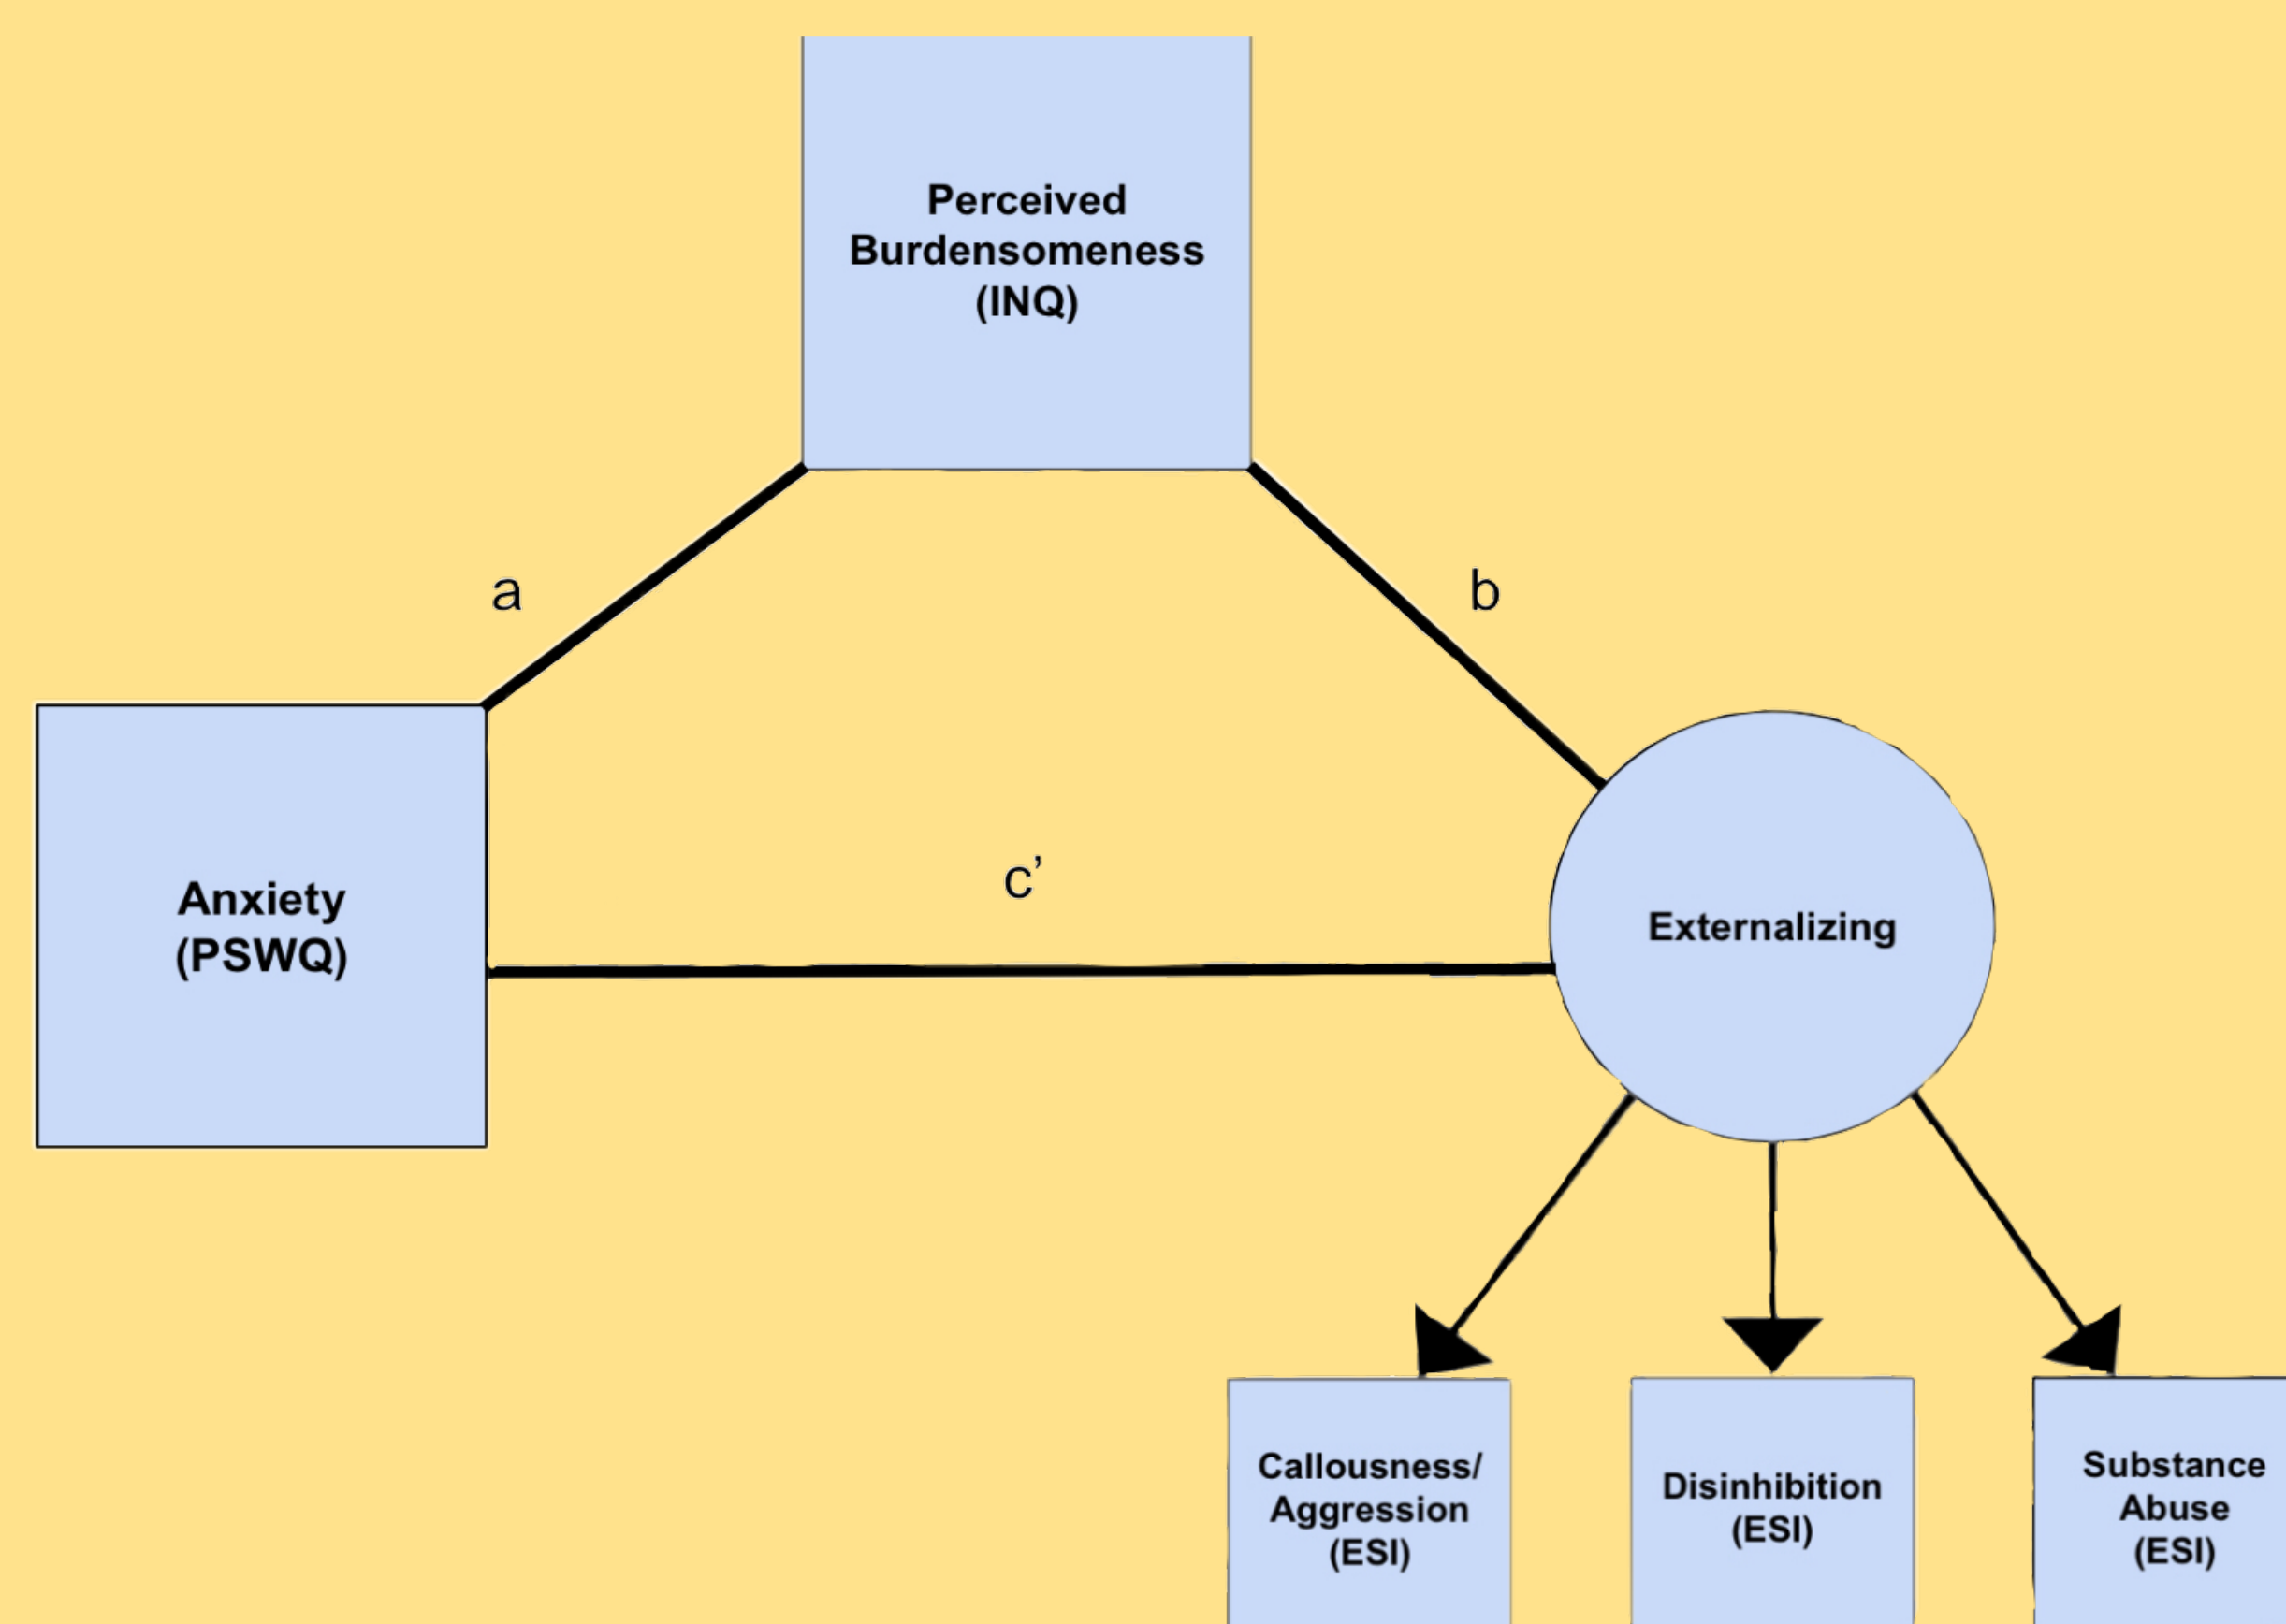 Perceived
Burdensomeness
(INQ)
a
b
c’
Anxiety
(PSWQ)
Externalizing
Callousness/
Aggression
(ESI)
Disinhibition
(ESI)
Substance
Abuse
(ESI)